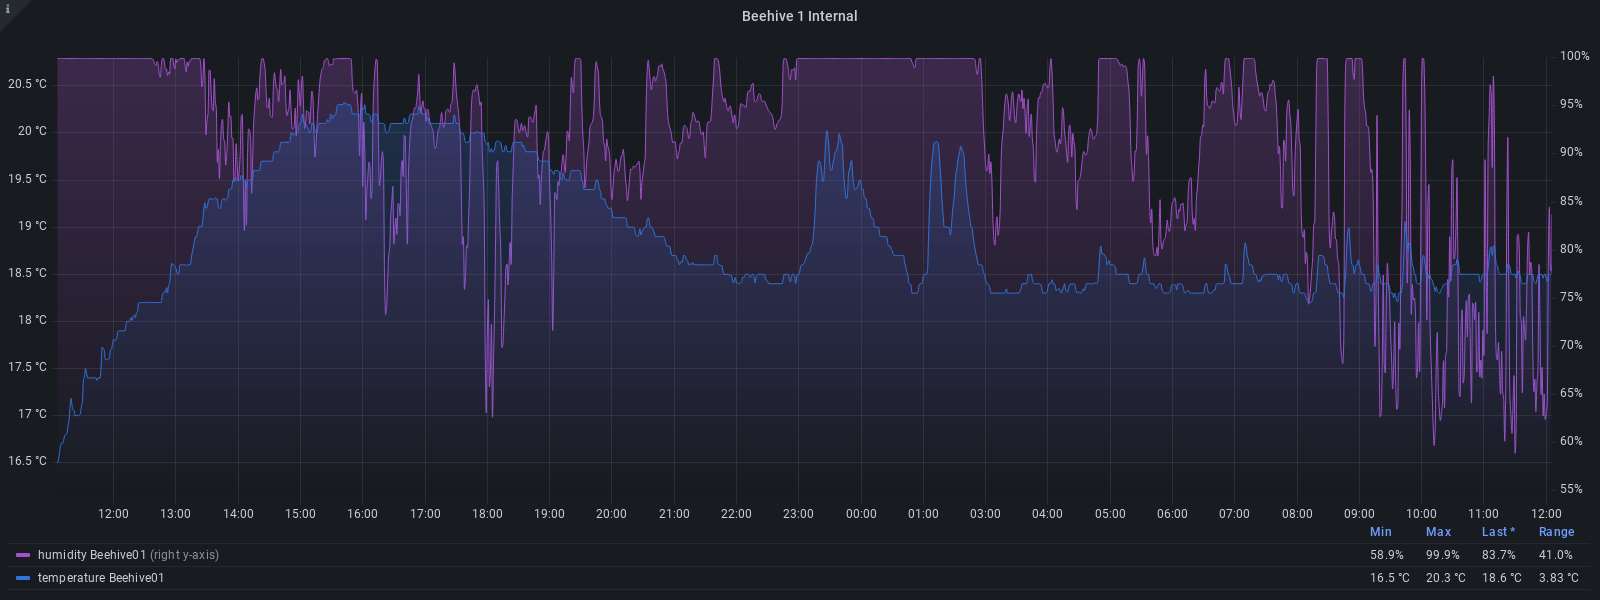 i
Beehive 1 Internal
100%
20.5 °C
95%
20 °C
90%
19.5 °C
85%
19 °C
80%
18.5 °C
75%
18 °C
70%
17.5 °C
65%
17 °C
60%
16.5 °C
55%
12:00 13:00 14:00 15:00 16:00 17:00 18:00 19:00 20:00 21:00 22:00 23:00 00:00 01:00 02:00 03:00 04:00 05:00 06:00 07:00 08:00 09:00 10:00 11:00 12:00
Min Max Last * Range
humidity Beehive01 (right y-axis) 58.9% 99.9% 83.7% 41.0%
temperature Beehive01 16.5 °C 20.3 °C 18.6 °C 3.83 °C